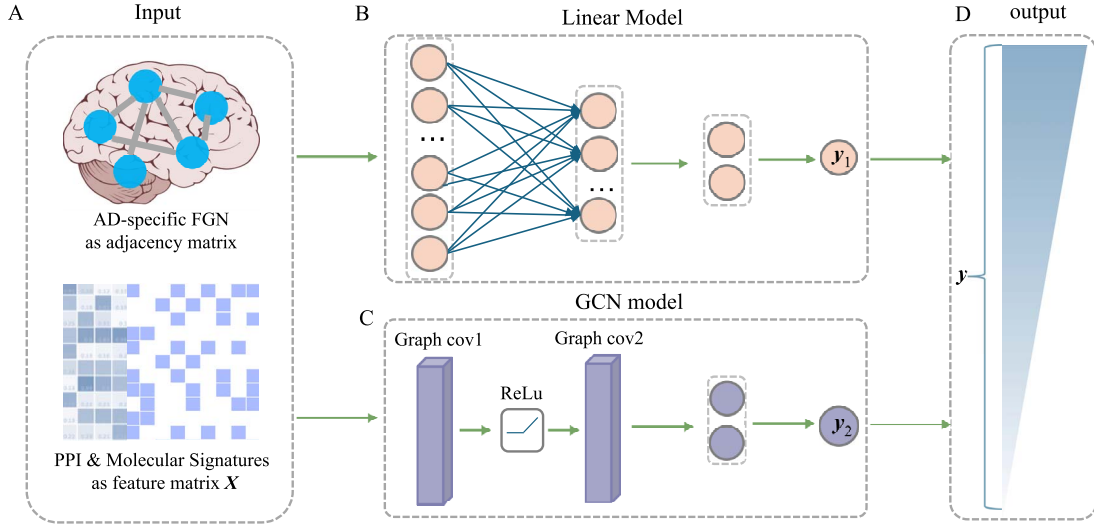 A
Input
AD-specific FGN
as adjacency matrix
PPI & Molecular Signatures
as feature matrix X
B
Linear Model
...
...
y1
C
GCN model
Graph cov1
ReLu
Graph cov2
y2
D
output
y